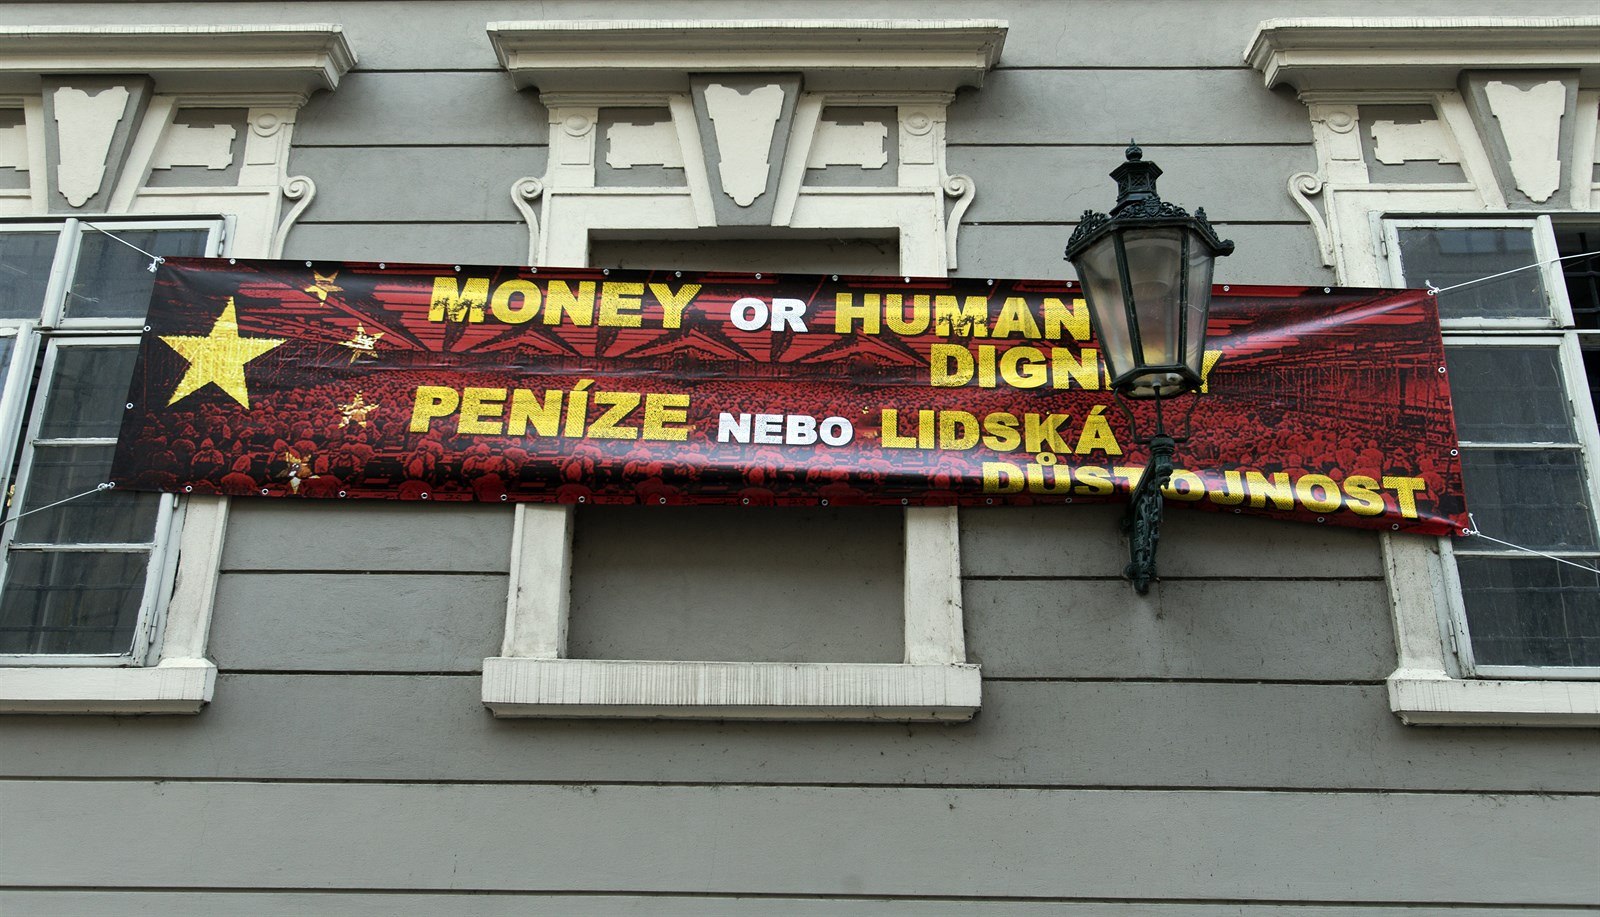 MONEY OR HUMAN
DIGNITY
PENÍZE NEBO LIDSKÁ
DŮSTOJNOST